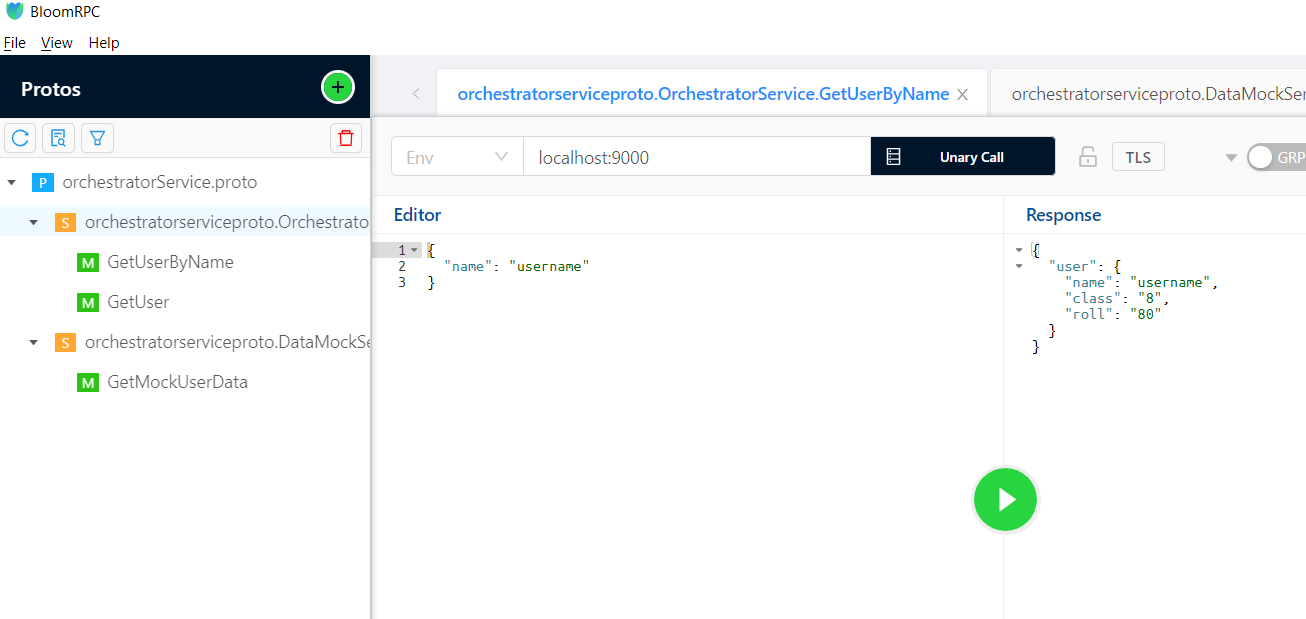 BloomRPC
File View Help
Protos
orchestratorserviceproto.OrchestratorService.GetUserByName
orchestratorserviceproto.DataMockSer
Env
localhost:9000
Unary Call
TLS
GRP
P orchestratorService.proto
S orchestratorserviceproto.Orchestrato
M GetUserByName
M GetUser
S orchestratorserviceproto.DataMockSe
M GetMockUserData
Editor
1 {
2 "name": "username"
3 }
Response
{
"user": {
"name": "username",
"class": "8",
"roll": "80"
}
}